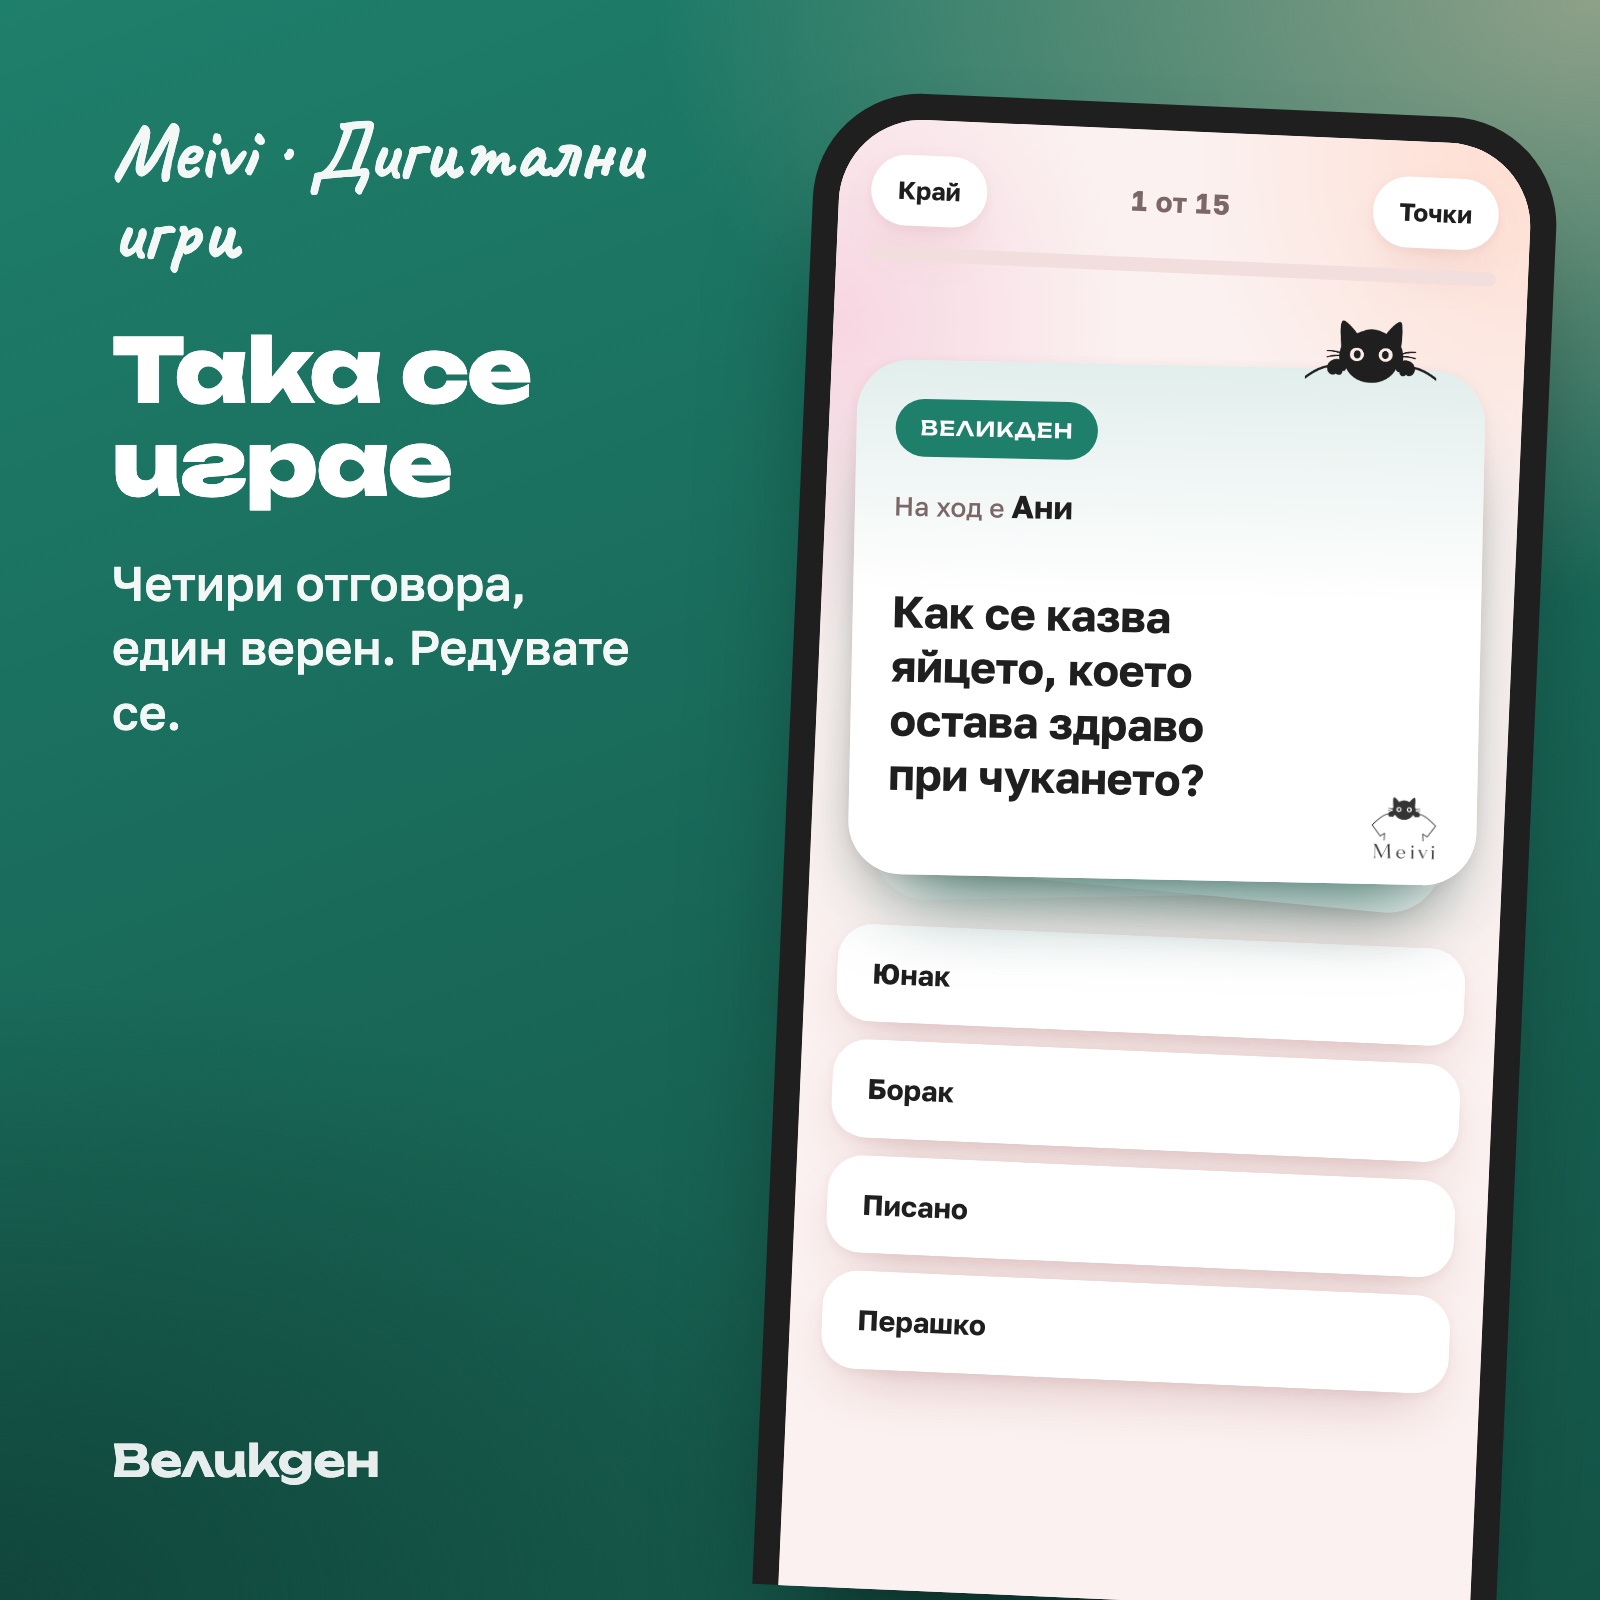 Meivi · Дигитални
игри
Така се
играе
Четири отговора,
един верен. Редувате
се.
Великден
Край
1 от 15
Точки
ВЕЛИКДЕН
На ход е Ани
Как се казва
яйцето, което
остава здраво
при чукането?
Meivi
Юнак
Борак
Писано
Перашко